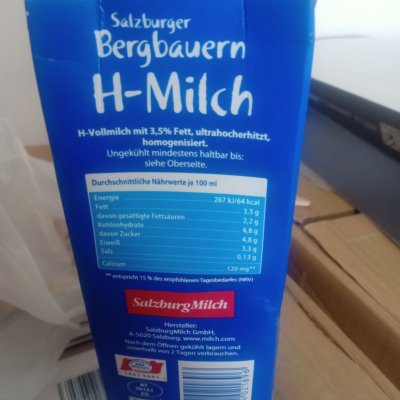 Salzburger
Bergbauern
H-Milch
H-Vollmilch mit 3,5% Fett, ultrahocherhitzt,
homogenisiert.
Ungekühlt mindestens haltbar bis:
siehe Oberseite.
Durchschnittliche Nährwerte je 100 ml
Energie 267 kJ/64 kcal
Fett 3,5 g
davon gesättigte Fettsäuren 2,2 g
Kohlenhydrate 4,8 g
davon Zucker 4,8 g
Eiweiß 3,3 g
Salz 0,13 g
Calcium 120 mg**
** entspricht 15 % des empfohlenen Tagesbedarfes (NRV)
SalzburgMilch
Hersteller:
SalzburgMilch GmbH,
A-5020 Salzburg, www.milch.com
Nach dem Öffnen gekühlt lagern und
innerhalb von 2 Tagen verbrauchen.
AT